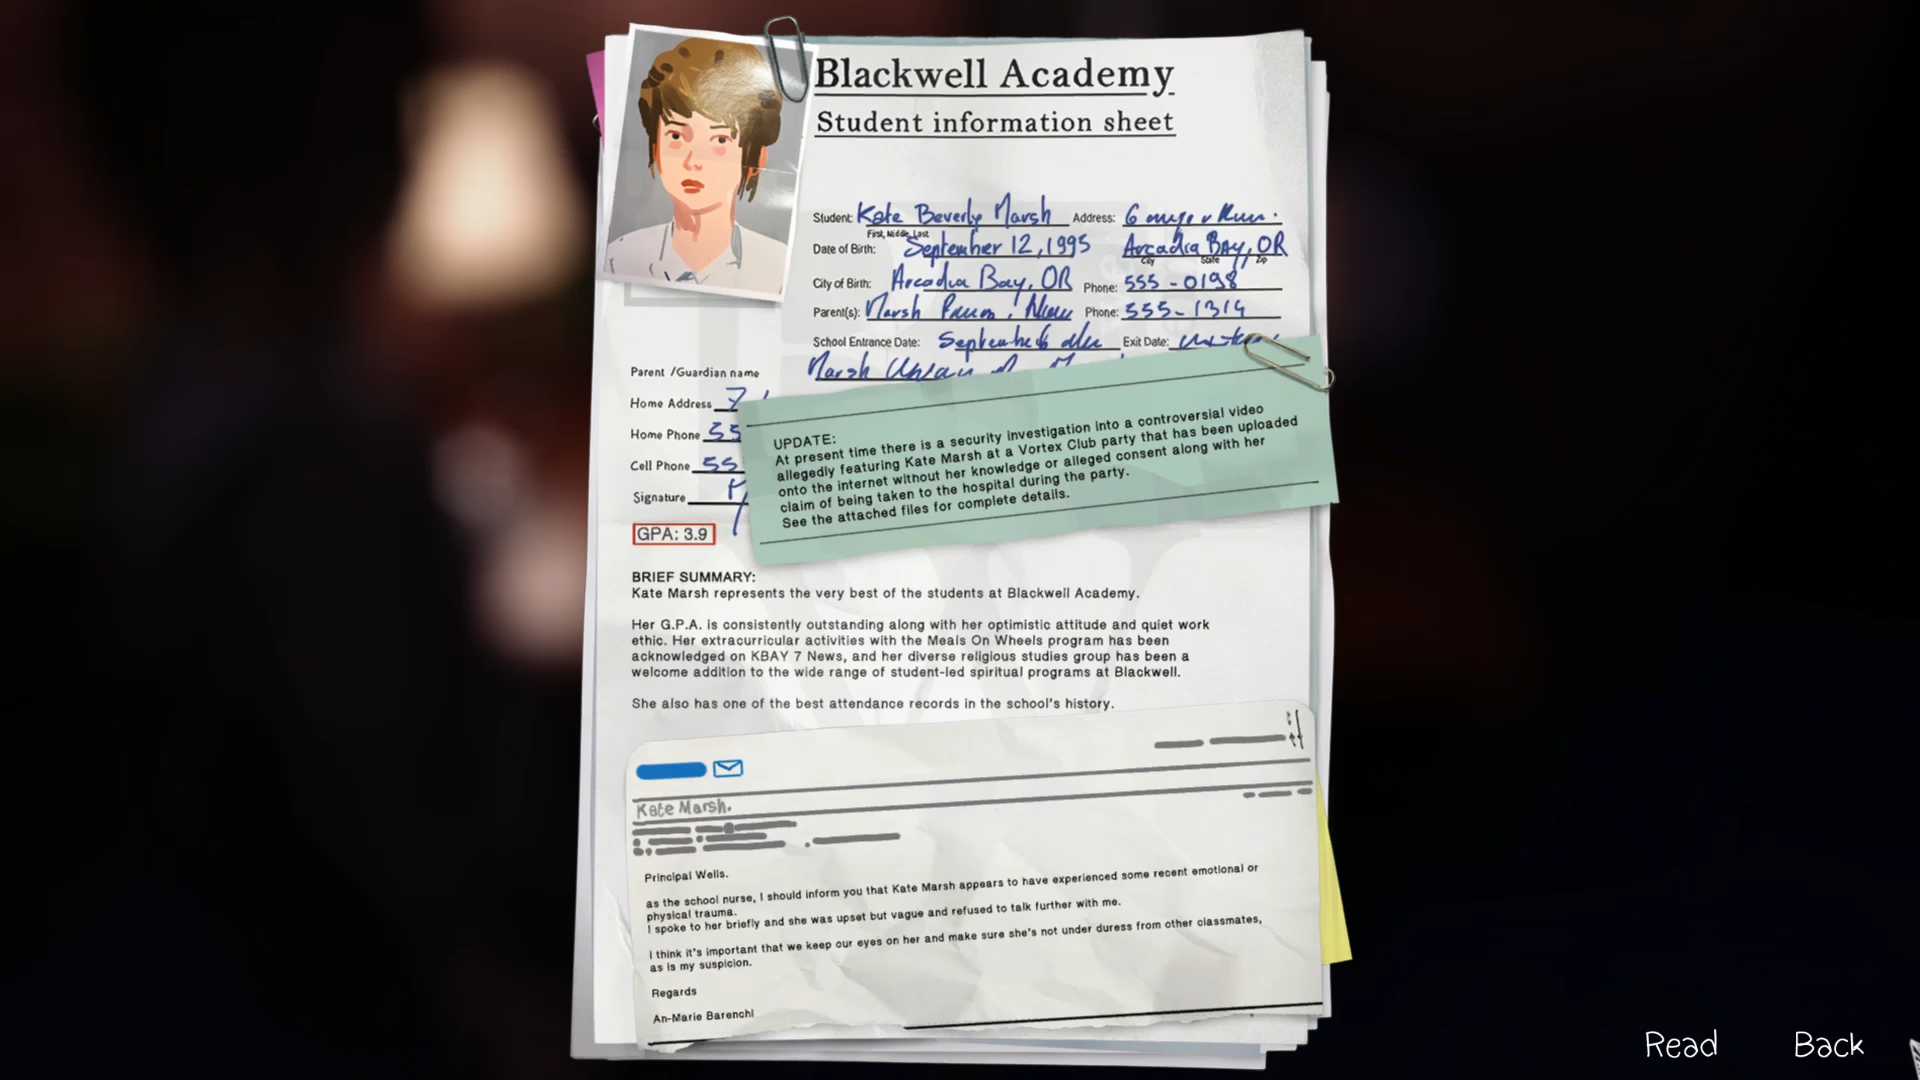 Blackwell Academy
Student information sheet
Student: Kate Beverly Marsh Address:
First, Middle, Last
Date of Birth: September 12, 1995 Arcadia Bay, OR
City State Zip
City of Birth: Arcadia Bay, OR Phone: 555-0198
Parent(s): Marsh Phone: 555-1314
School Entrance Date: September Exit Date:
Marsh
Parent /Guardian name
Home Address
Home Phone 55
Cell Phone 55
Signature
UPDATE:
At present time there is a security investigation into a controversial video
allegedly featuring Kate Marsh at a Vortex Club party that has been uploaded
onto the internet without her knowledge or alleged consent along with her
claim of being taken to the hospital during the party.
See the attached files for complete details.
GPA: 3.9
BRIEF SUMMARY:
Kate Marsh represents the very best of the students at Blackwell Academy.
Her G.P.A. is consistently outstanding along with her optimistic attitude and quiet work
ethic. Her extracurricular activities with the Meals On Wheels program has been
acknowledged on KBAY 7 News, and her diverse religious studies group has been a
welcome addition to the wide range of student-led spiritual programs at Blackwell.
She also has one of the best attendance records in the school's history.
Kate Marsh.
Principal Wells.
as the school nurse, I should inform you that Kate Marsh appears to have experienced some recent emotional or
physical trauma.
I spoke to her briefly and she was upset but vague and refused to talk further with me.
I think it's important that we keep our eyes on her and make sure she's not under duress from other classmates,
as is my suspicion.
Regards
An-Marie Barenchi
Read Back